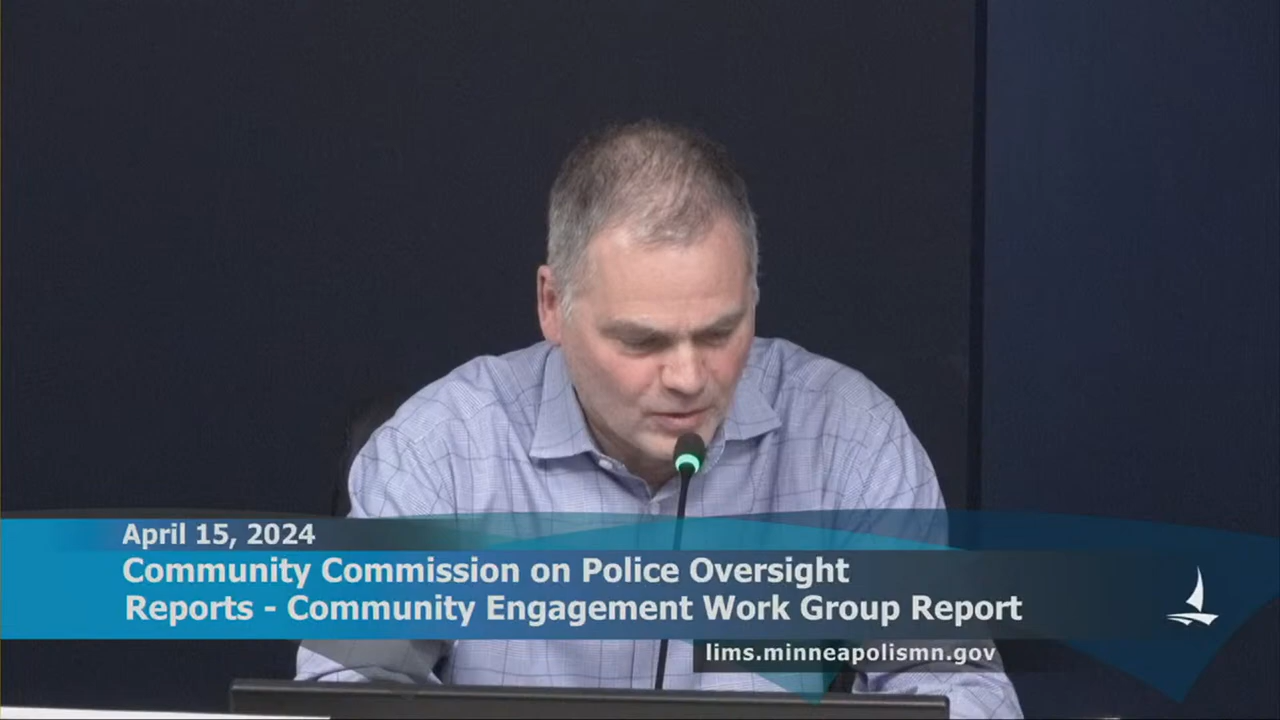 April 15, 2024
Community Commission on Police Oversight
Reports - Community Engagement Work Group Report
lims.minneapolismn.gov